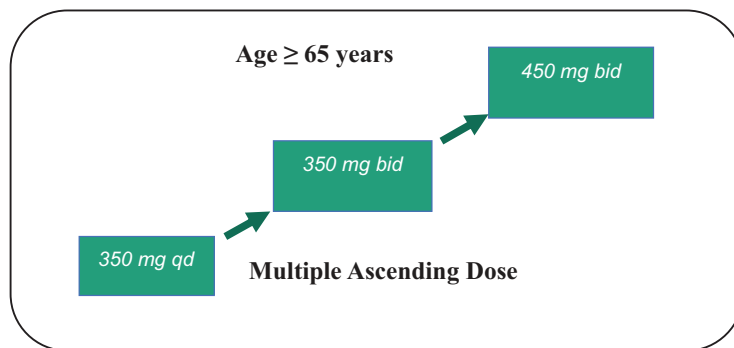 Age ≥ 65 years
450 mg bid
350 mg bid
350 mg qd
Multiple Ascending Dose